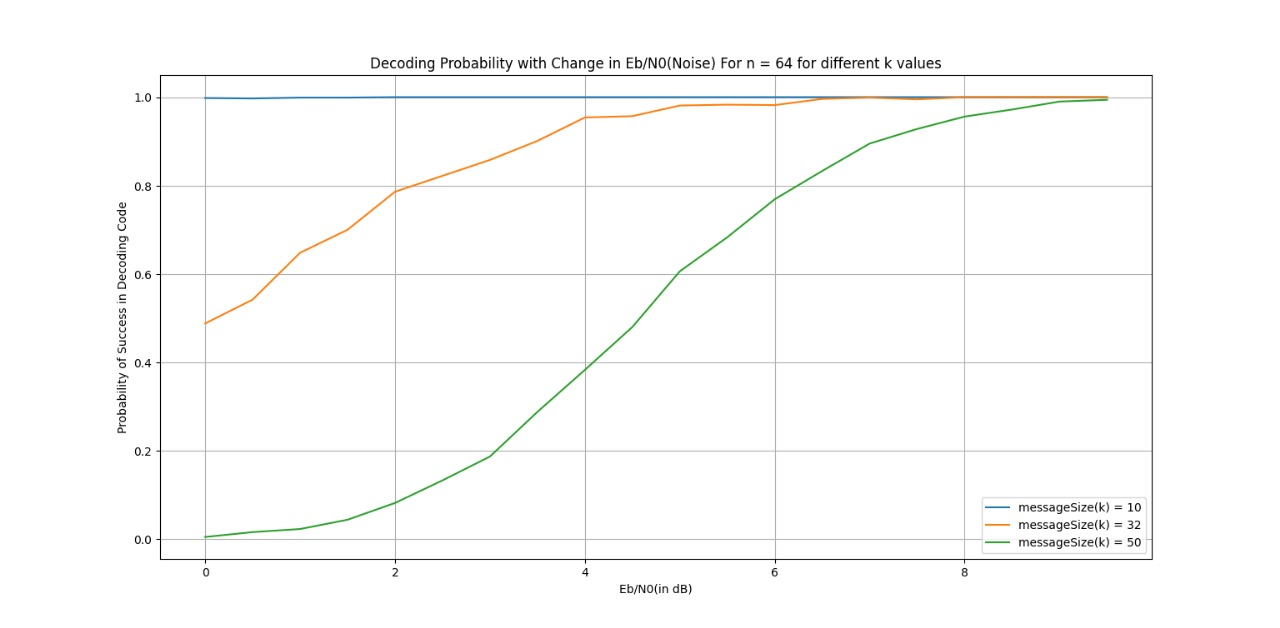 Decoding Probability with Change in Eb/N0(Noise) For n = 64 for different k values
Probability of Success in Decoding Code
1.0
0.8
0.6
0.4
0.2
0.0
0 2 4 6 8
Eb/N0(in dB)
messageSize(k) = 10
messageSize(k) = 32
messageSize(k) = 50